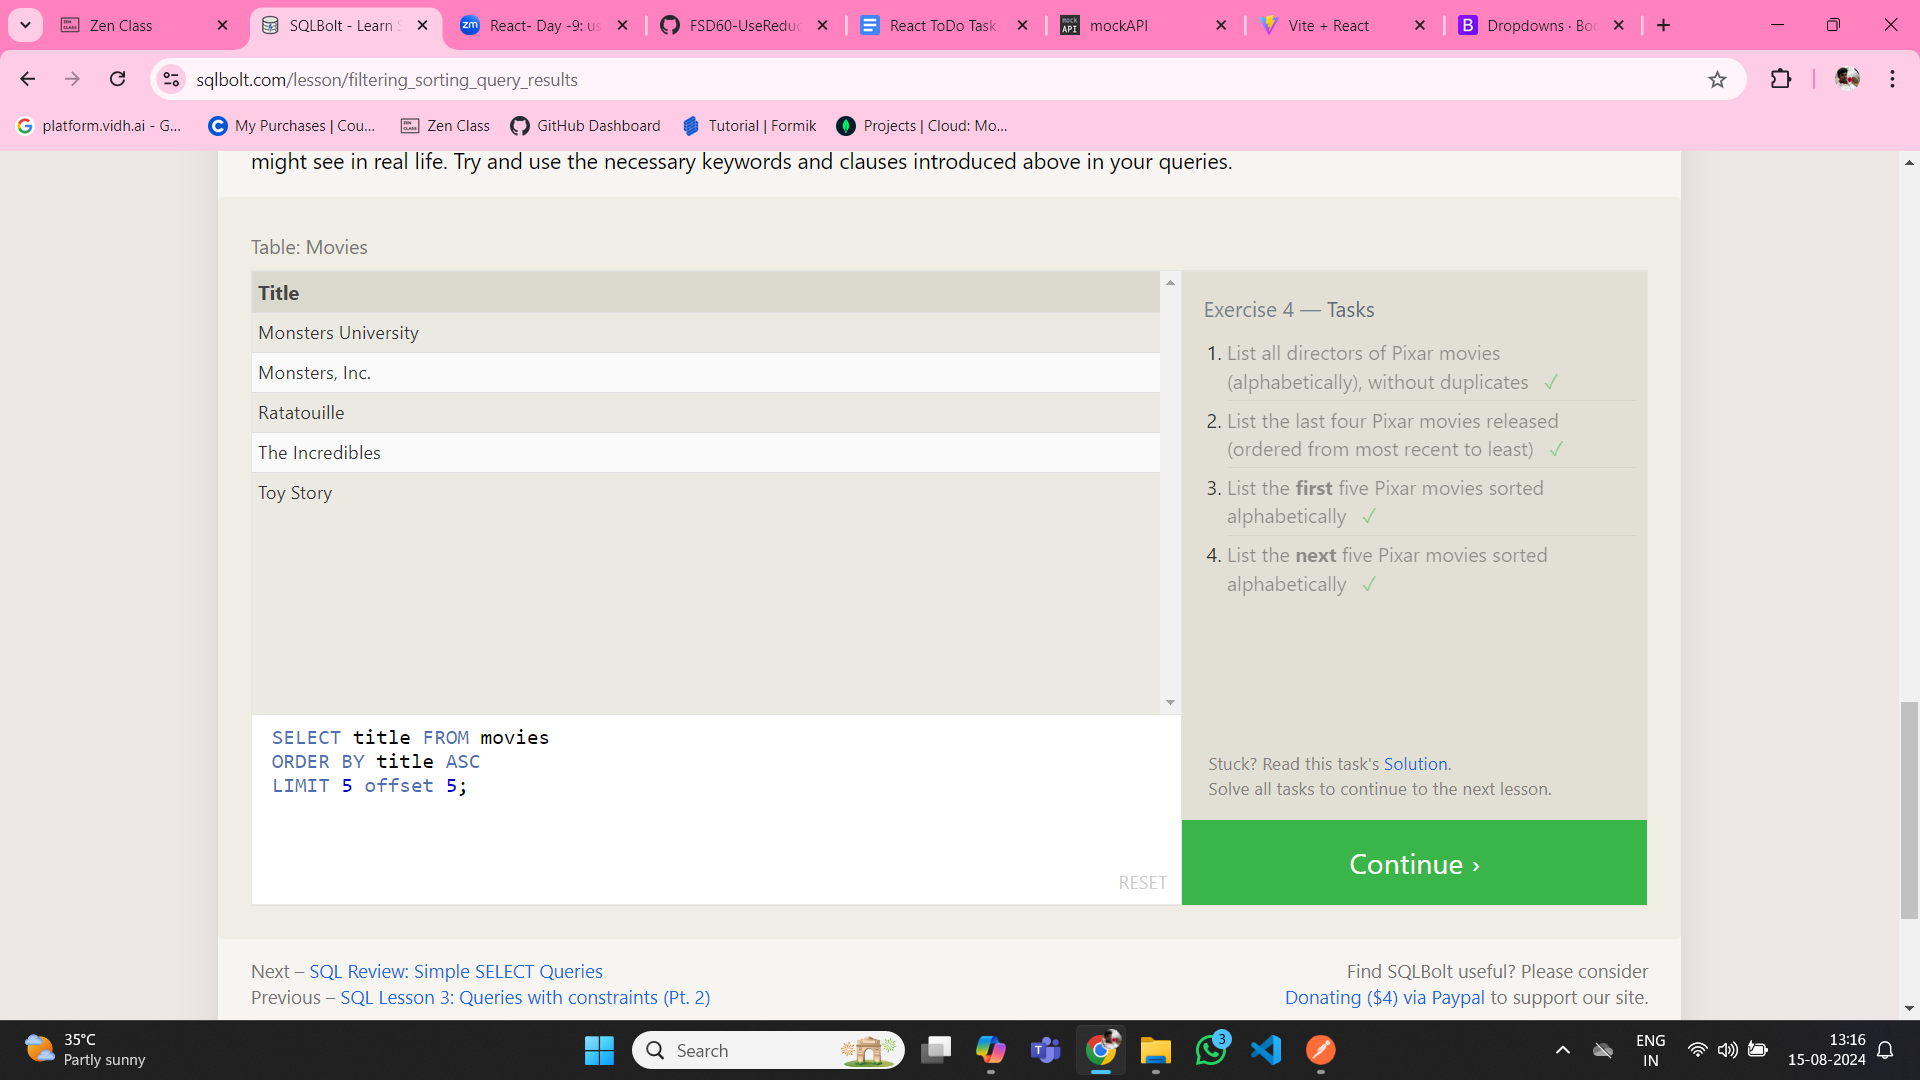 Zen Class
SQLBolt - Learn S
React- Day -9: us
FSD60-UseReduc
React ToDo Task
mockAPI
Vite + React
Dropdowns · Boo
sqlbolt.com/lesson/filtering_sorting_query_results
platform.vidh.ai - G...
My Purchases | Cou...
Zen Class
GitHub Dashboard
Tutorial | Formik
Projects | Cloud: Mo...
might see in real life. Try and use the necessary keywords and clauses introduced above in your queries.
Table: Movies
Title
Monsters University
Monsters, Inc.
Ratatouille
The Incredibles
Toy Story
SELECT title FROM movies
ORDER BY title ASC
LIMIT 5 offset 5;
RESET
Exercise 4 — Tasks
1. List all directors of Pixar movies
(alphabetically), without duplicates ✓
2. List the last four Pixar movies released
(ordered from most recent to least) ✓
3. List the first five Pixar movies sorted
alphabetically ✓
4. List the next five Pixar movies sorted
alphabetically ✓
Stuck? Read this task's Solution.
Solve all tasks to continue to the next lesson.
Continue ›
Next – SQL Review: Simple SELECT Queries
Previous – SQL Lesson 3: Queries with constraints (Pt. 2)
Find SQLBolt useful? Please consider
Donating ($4) via Paypal to support our site.
35°C
Partly sunny
Search
3
ENG
IN
13:16
15-08-2024